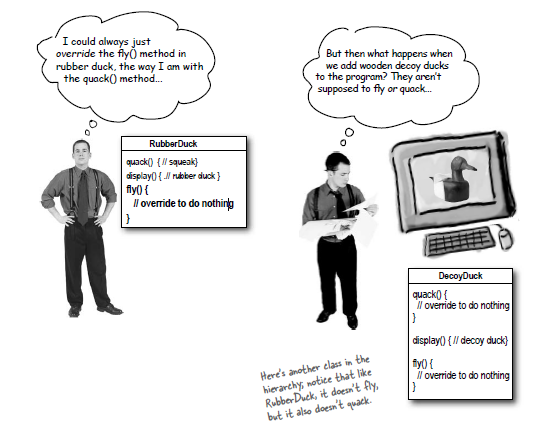 I could always just
override the fly() method in
rubber duck, the way I am with
the quack() method...
But then what happens when
we add wooden decoy ducks
to the program? They aren't
supposed to fly or quack...
RubberDuck
quack() { // squeak}
display() { .// rubber duck }
fly() {
// override to do nothing
}
DecoyDuck
quack() {
// override to do nothing
}
display() { // decoy duck}
fly() {
// override to do nothing
}
Here's another class in the
hierarchy; notice that like
RubberDuck, it doesn't fly,
but it also doesn't quack.